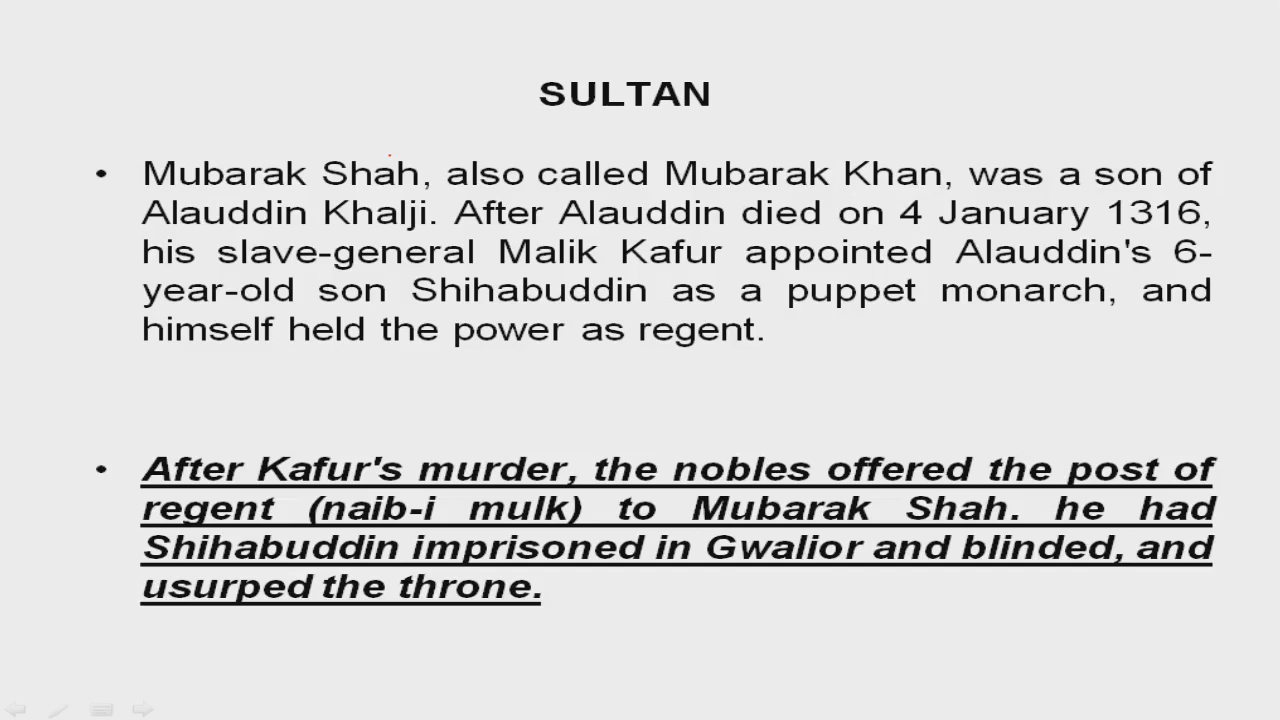 SULTAN
• Mubarak Shah, also called Mubarak Khan, was a son of
Alauddin Khalji. After Alauddin died on 4 January 1316,
his slave-general Malik Kafur appointed Alauddin's 6-
year-old son Shihabuddin as a puppet monarch, and
himself held the power as regent.
• After Kafur's murder, the nobles offered the post of
regent (naib-i mulk) to Mubarak Shah. he had
Shihabuddin imprisoned in Gwalior and blinded, and
usurped the throne.